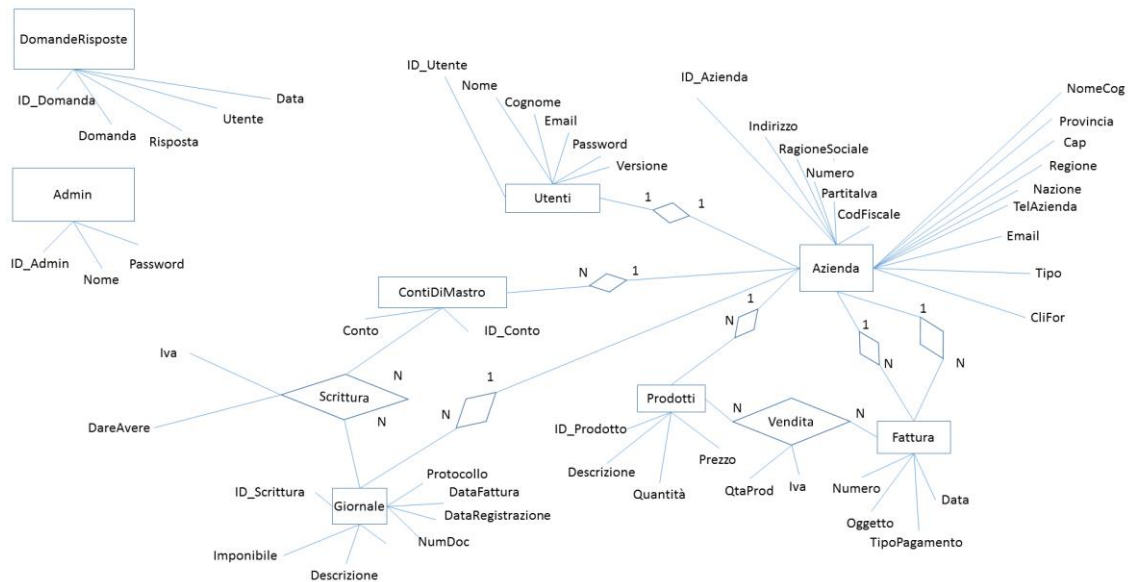 DomandeRisposte
ID_Domanda
Domanda
Risposta
Utente
Data
Admin
ID_Admin
Nome
Password
ID_Utente
Nome
Cognome
Email
Password
Versione
Utenti
1
1
ID_Azienda
Indirizzo
RagioneSociale
Numero
PartitaIva
CodFiscale
NomeCog
Provincia
Cap
Regione
Nazione
TelAzienda
Email
Tipo
CliFor
Azienda
N
1
ContiDiMastro
Conto
ID_Conto
Iva
DareAvere
Scrittura
N
N
1
N
1
N
1
N
1
N
Prodotti
ID_Prodotto
Descrizione
Quantità
Prezzo
N
Vendita
N
QtaProd
Iva
Fattura
Numero
Oggetto
TipoPagamento
Data
ID_Scrittura
Giornale
Protocollo
DataFattura
DataRegistrazione
NumDoc
Imponibile
Descrizione